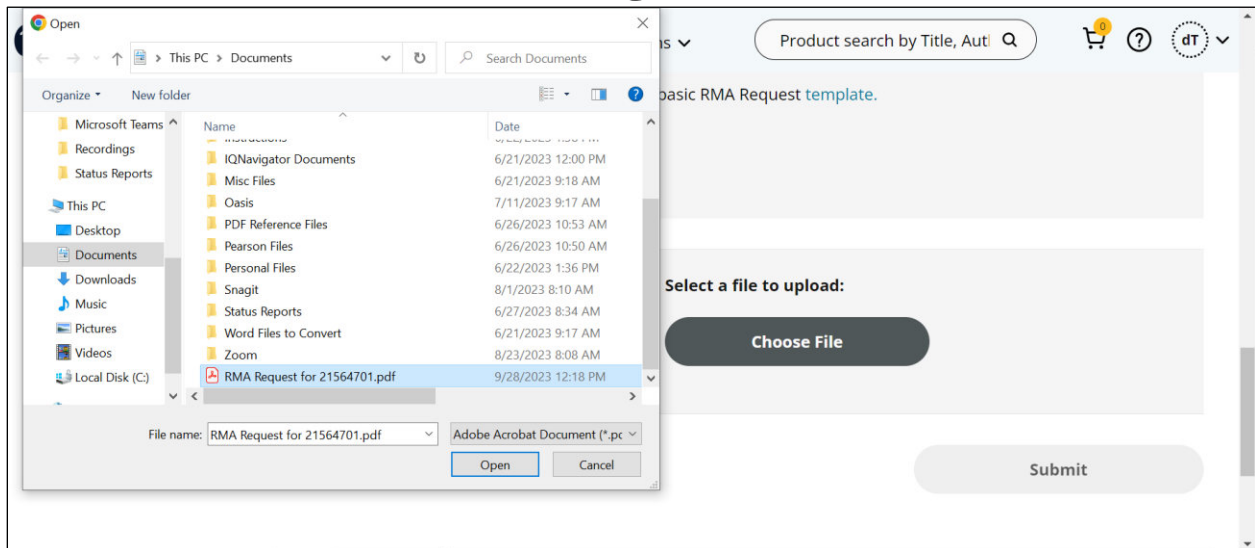 Open
This PC > Documents
Search Documents
ns
Product search by Title, Aut
0
dT
Organize
New folder
basic RMA Request template.
Microsoft Teams
Recordings
Status Reports
This PC
Desktop
Documents
Downloads
Music
Pictures
Videos
Local Disk (C:)
Name Date
IQNavigator Documents 6/21/2023 12:00 PM
Misc Files 6/21/2023 9:18 AM
Oasis 7/11/2023 9:17 AM
PDF Reference Files 6/26/2023 10:53 AM
Pearson Files 6/26/2023 10:50 AM
Personal Files 6/22/2023 1:36 PM
Snagit 8/1/2023 8:10 AM
Status Reports 6/27/2023 8:34 AM
Word Files to Convert 6/21/2023 9:17 AM
Zoom 8/23/2023 8:08 AM
RMA Request for 21564701.pdf 9/28/2023 12:18 PM
File name: RMA Request for 21564701.pdf
Adobe Acrobat Document (*.pc
Open
Cancel
Select a file to upload:
Choose File
Submit